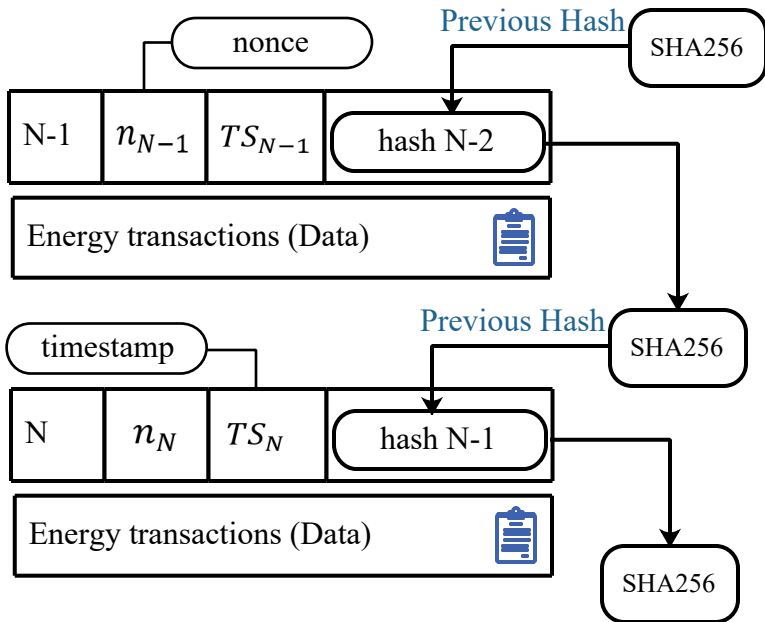 nonce
Previous Hash
SHA256
N-1
n_{N-1}
TS_{N-1}
hash N-2
Energy transactions (Data)
timestamp
Previous Hash
SHA256
N
n_N
TS_N
hash N-1
Energy transactions (Data)
SHA256